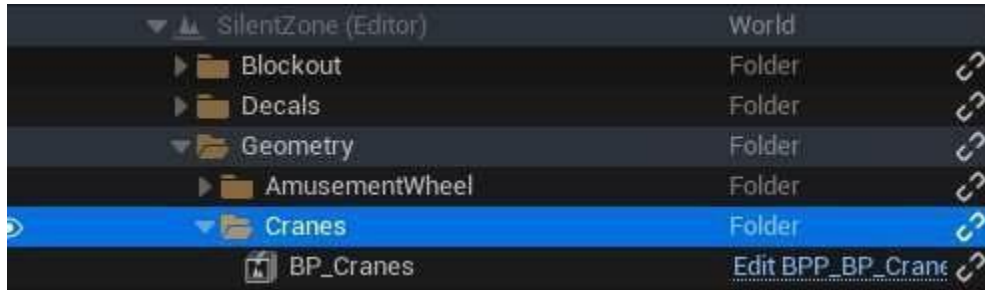 SilentZone (Editor) World
Blockout Folder
Decals Folder
Geometry Folder
AmusementWheel Folder
Cranes Folder
BP_Cranes Edit BPP_BP_Crane